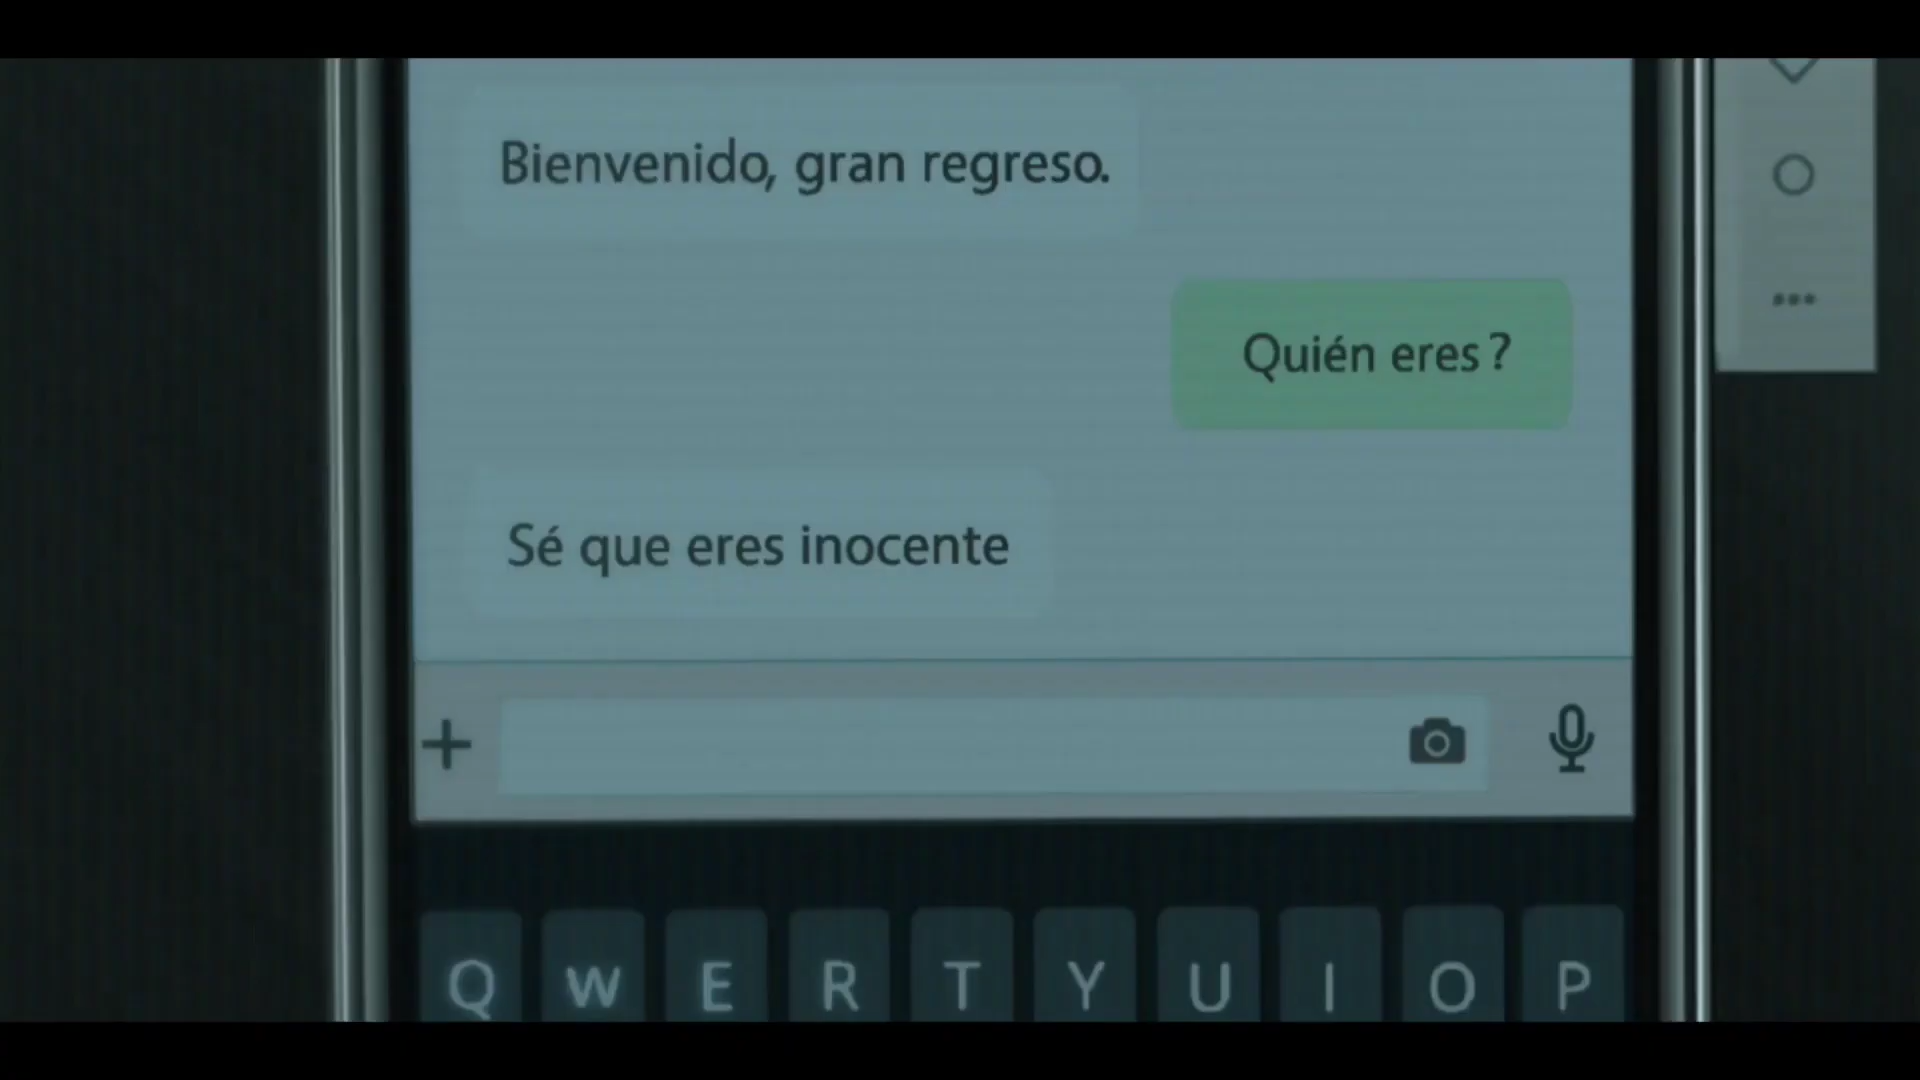 Bienvenido, gran regreso.
Quién eres?
Sé que eres inocente
Q W E R T Y U I O P